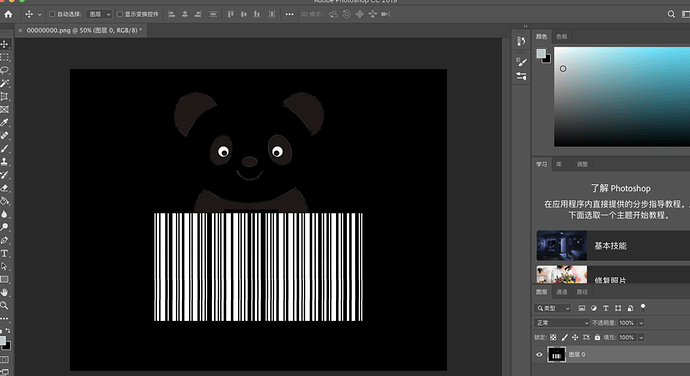 Adobe Photoshop CC 2019
自动选择: 图层 显示变换控件 3D 模式:
× 00000000.png @ 50% (图层 0, RGB/8) *
颜色 色板
学习 库 调整
了解 Photoshop
在应用程序内直接提供的分步指导教程。
下面选取一个主题开始教程。
基本技能
修复照片
图层 通道 路径
类型
正常 不透明度: 100%
锁定: 填充: 100%
图层 0